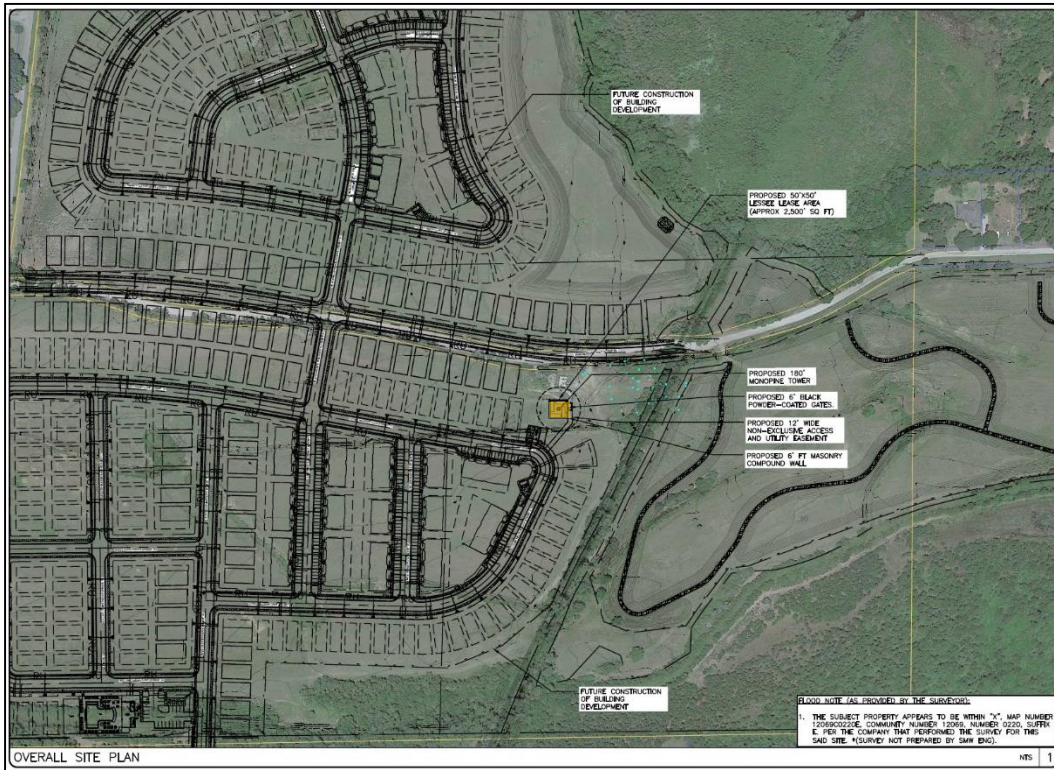 FUTURE CONSTRUCTION
OF BUILDING
DEVELOPMENT
PROPOSED 50'X50'
LESSEE LEASE AREA
(APPROX 2,500' SQ FT)
PROPOSED 180'
MONOPINE TOWER
PROPOSED 6' BLACK
POWDER-COATED GATES.
PROPOSED 12' WIDE
NON-EXCLUSIVE ACCESS
AND UTILITY EASEMENT
PROPOSED 6' FT MASONRY
COMPOUND WALL
FUTURE CONSTRUCTION
OF BUILDING
DEVELOPMENT
FLOOD NOTE (AS PROVIDED BY THE SURVEYOR):
1. THE SUBJECT PROPERTY APPEARS TO BE WITHIN "X", MAP NUMBER
12069C0220E, COMMUNITY NUMBER 12069, NUMBER 0220, SUFFIX
E, PER THE COMPANY THAT PERFORMED THE SURVEY FOR THIS
SAID SITE. *(SURVEY NOT PREPARED BY SMW ENG).
OVERALL SITE PLAN
NTS 1